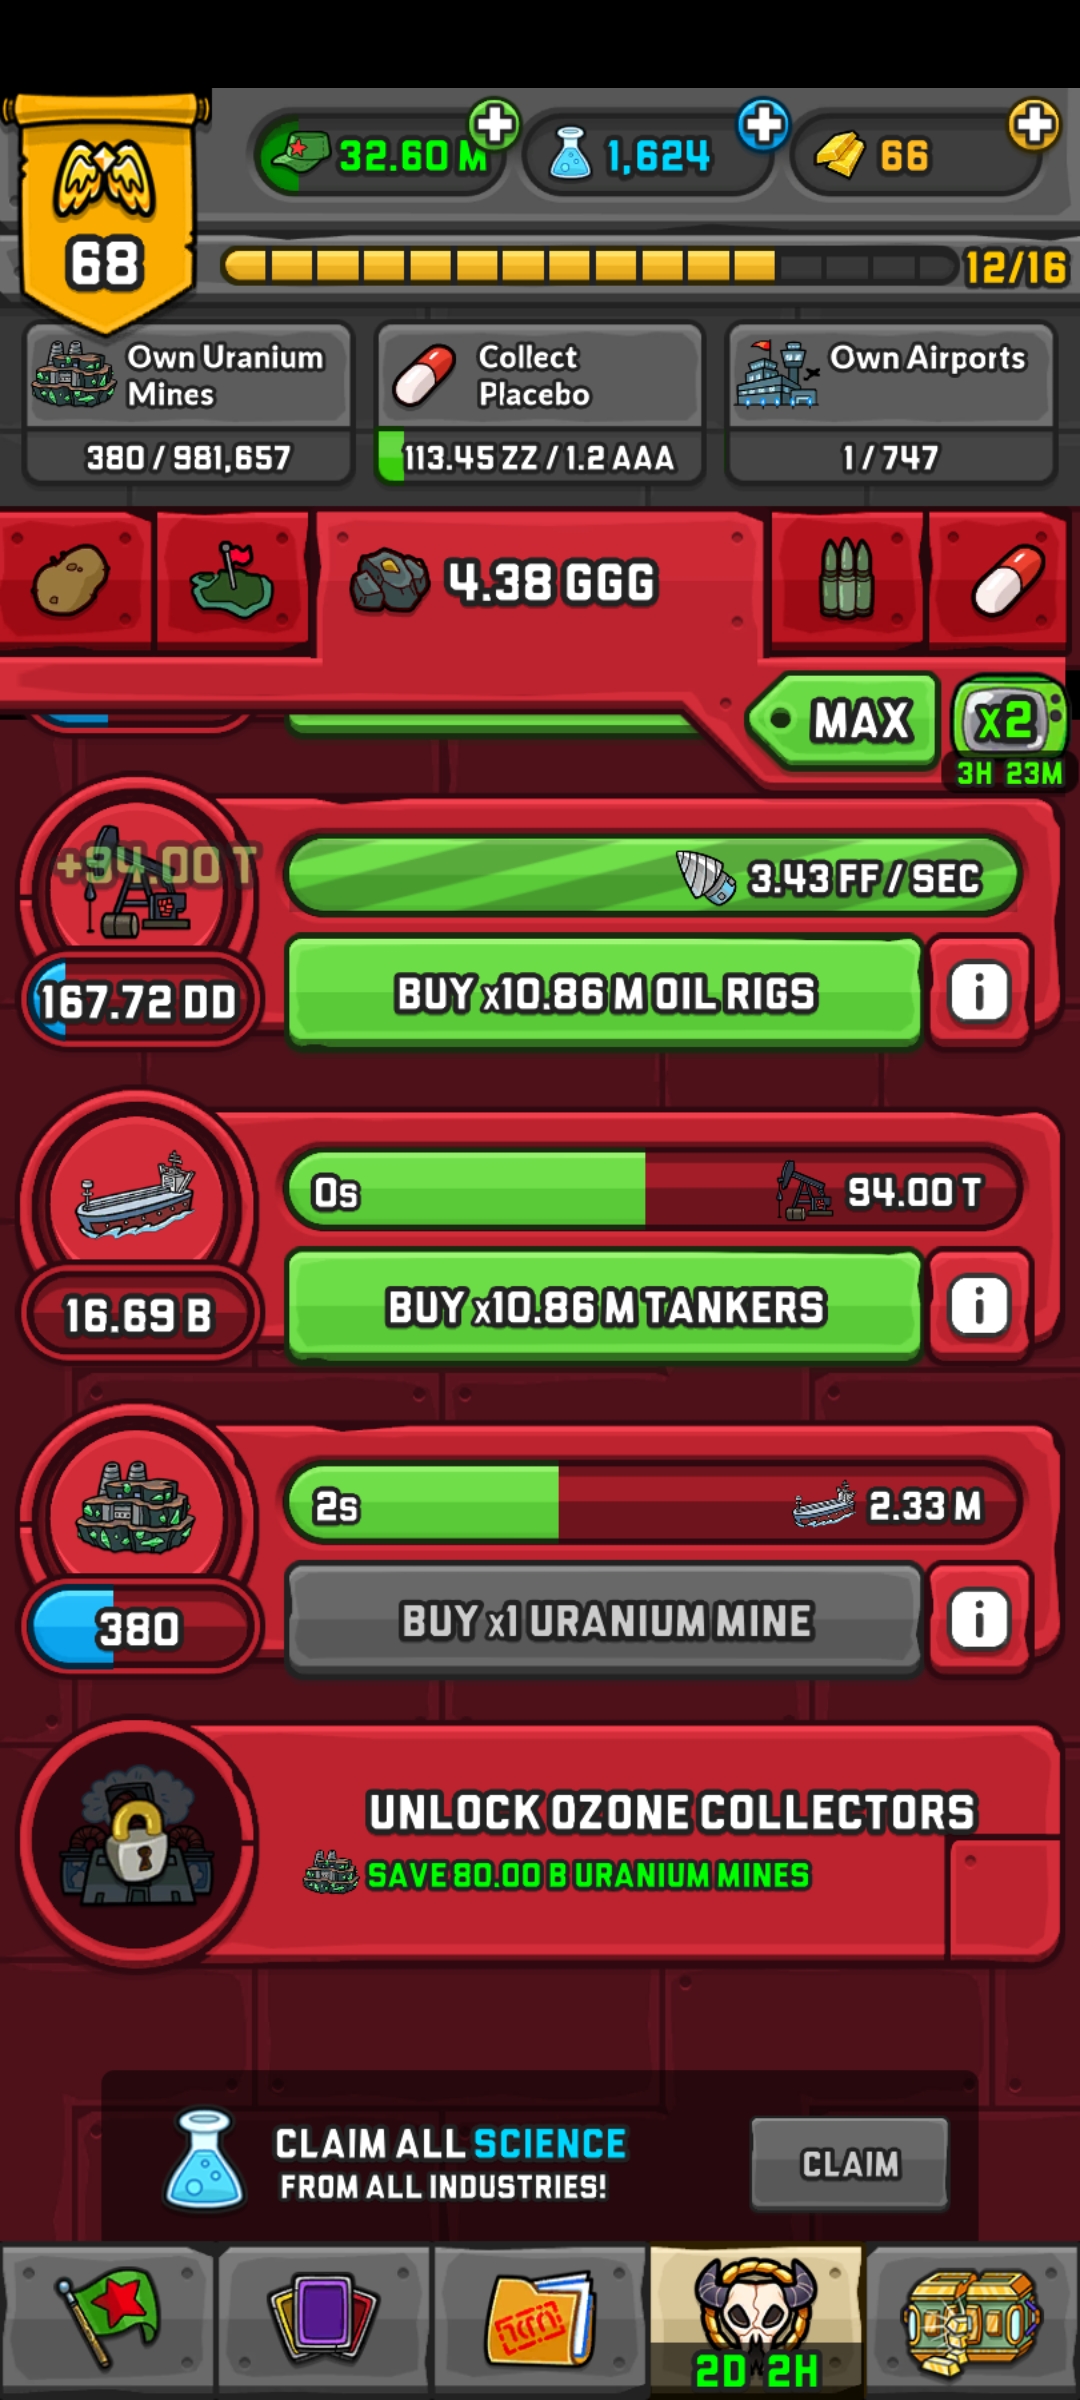 32.60 M
1,624
66
68
12/16
Own Uranium
Mines
380 / 981,657
Collect
Placebo
113.45 ZZ / 1.2 AAA
Own Airports
1 / 747
4.38 GGG
MAX
x2
3H 23M
+94.00 T
3.43 FF / SEC
167.72 DD
BUY x10.86 M OIL RIGS
i
0s
94.00 T
16.69 B
BUY x10.86 M TANKERS
i
2s
2.33 M
380
BUY x1 URANIUM MINE
i
UNLOCK OZONE COLLECTORS
SAVE 80.00 B URANIUM MINES
CLAIM ALL SCIENCE
FROM ALL INDUSTRIES!
CLAIM
2D 2H